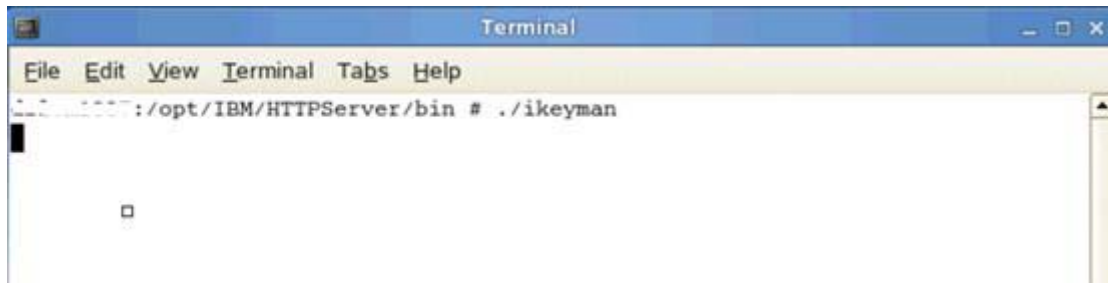 Terminal
File Edit View Terminal Tabs Help
:/opt/IBM/HTTPServer/bin # ./ikeyman